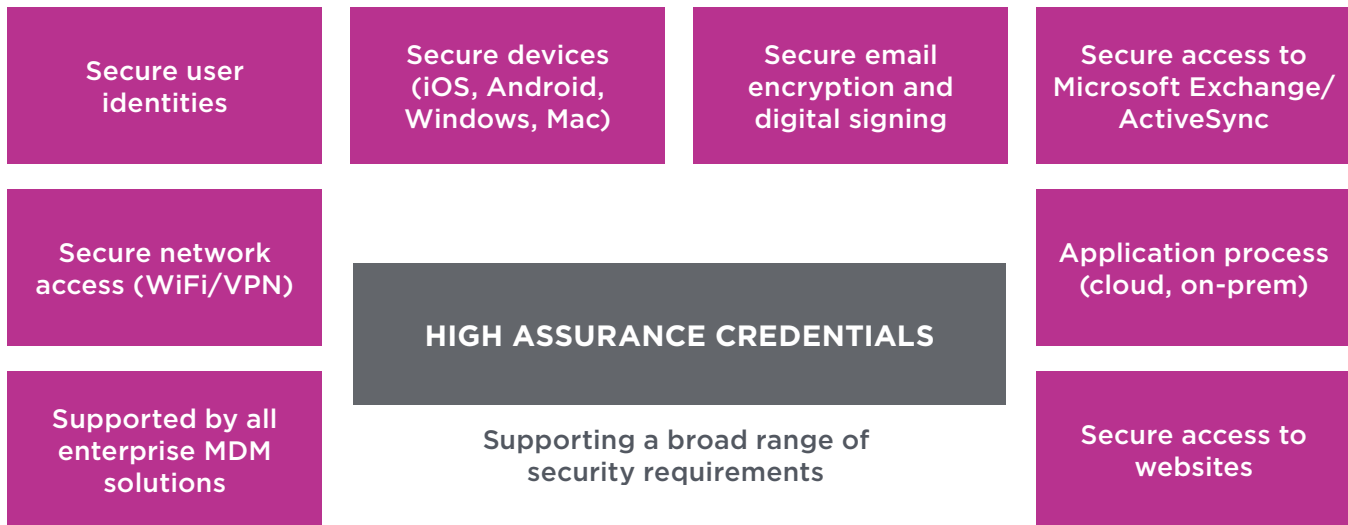 Secure user
identities
Secure devices
(iOS, Android,
Windows, Mac)
Secure email
encryption and
digital signing
Secure access to
Microsoft Exchange/
ActiveSync
Secure network
access (WiFi/VPN)
HIGH ASSURANCE CREDENTIALS
Application process
(cloud, on-prem)
Supported by all
enterprise MDM
solutions
Supporting a broad range of
security requirements
Secure access to
websites